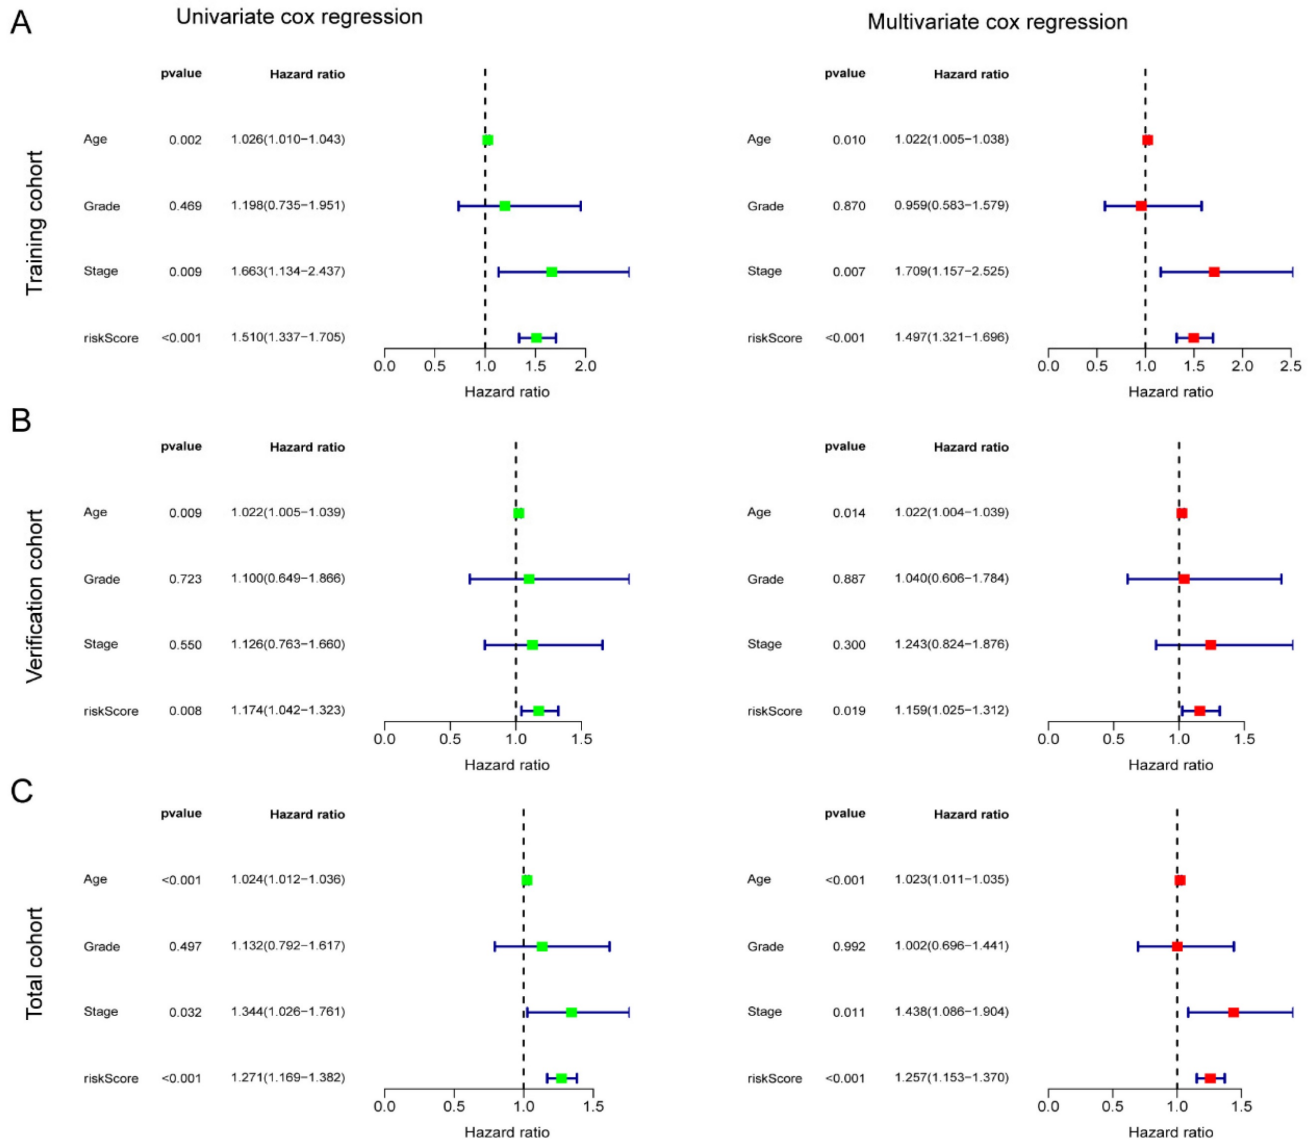 A
Univariate cox regression
Multivariate cox regression
Training cohort
pvalue Hazard ratio
Age 0.002 1.026(1.010−1.043)
Grade 0.469 1.198(0.735−1.951)
Stage 0.009 1.663(1.134−2.437)
riskScore <0.001 1.510(1.337−1.705)
0.0 0.5 1.0 1.5 2.0
Hazard ratio
pvalue Hazard ratio
Age 0.010 1.022(1.005−1.038)
Grade 0.870 0.959(0.583−1.579)
Stage 0.007 1.709(1.157−2.525)
riskScore <0.001 1.497(1.321−1.696)
0.0 0.5 1.0 1.5 2.0 2.5
Hazard ratio
B
Verification cohort
pvalue Hazard ratio
Age 0.009 1.022(1.005−1.039)
Grade 0.723 1.100(0.649−1.866)
Stage 0.550 1.126(0.763−1.660)
riskScore 0.008 1.174(1.042−1.323)
0.0 0.5 1.0 1.5
Hazard ratio
pvalue Hazard ratio
Age 0.014 1.022(1.004−1.039)
Grade 0.887 1.040(0.606−1.784)
Stage 0.300 1.243(0.824−1.876)
riskScore 0.019 1.159(1.025−1.312)
0.0 0.5 1.0 1.5
Hazard ratio
C
Total cohort
pvalue Hazard ratio
Age <0.001 1.024(1.012−1.036)
Grade 0.497 1.132(0.792−1.617)
Stage 0.032 1.344(1.026−1.761)
riskScore <0.001 1.271(1.169−1.382)
0.0 0.5 1.0 1.5
Hazard ratio
pvalue Hazard ratio
Age <0.001 1.023(1.011−1.035)
Grade 0.992 1.002(0.696−1.441)
Stage 0.011 1.438(1.086−1.904)
riskScore <0.001 1.257(1.153−1.370)
0.0 0.5 1.0 1.5
Hazard ratio